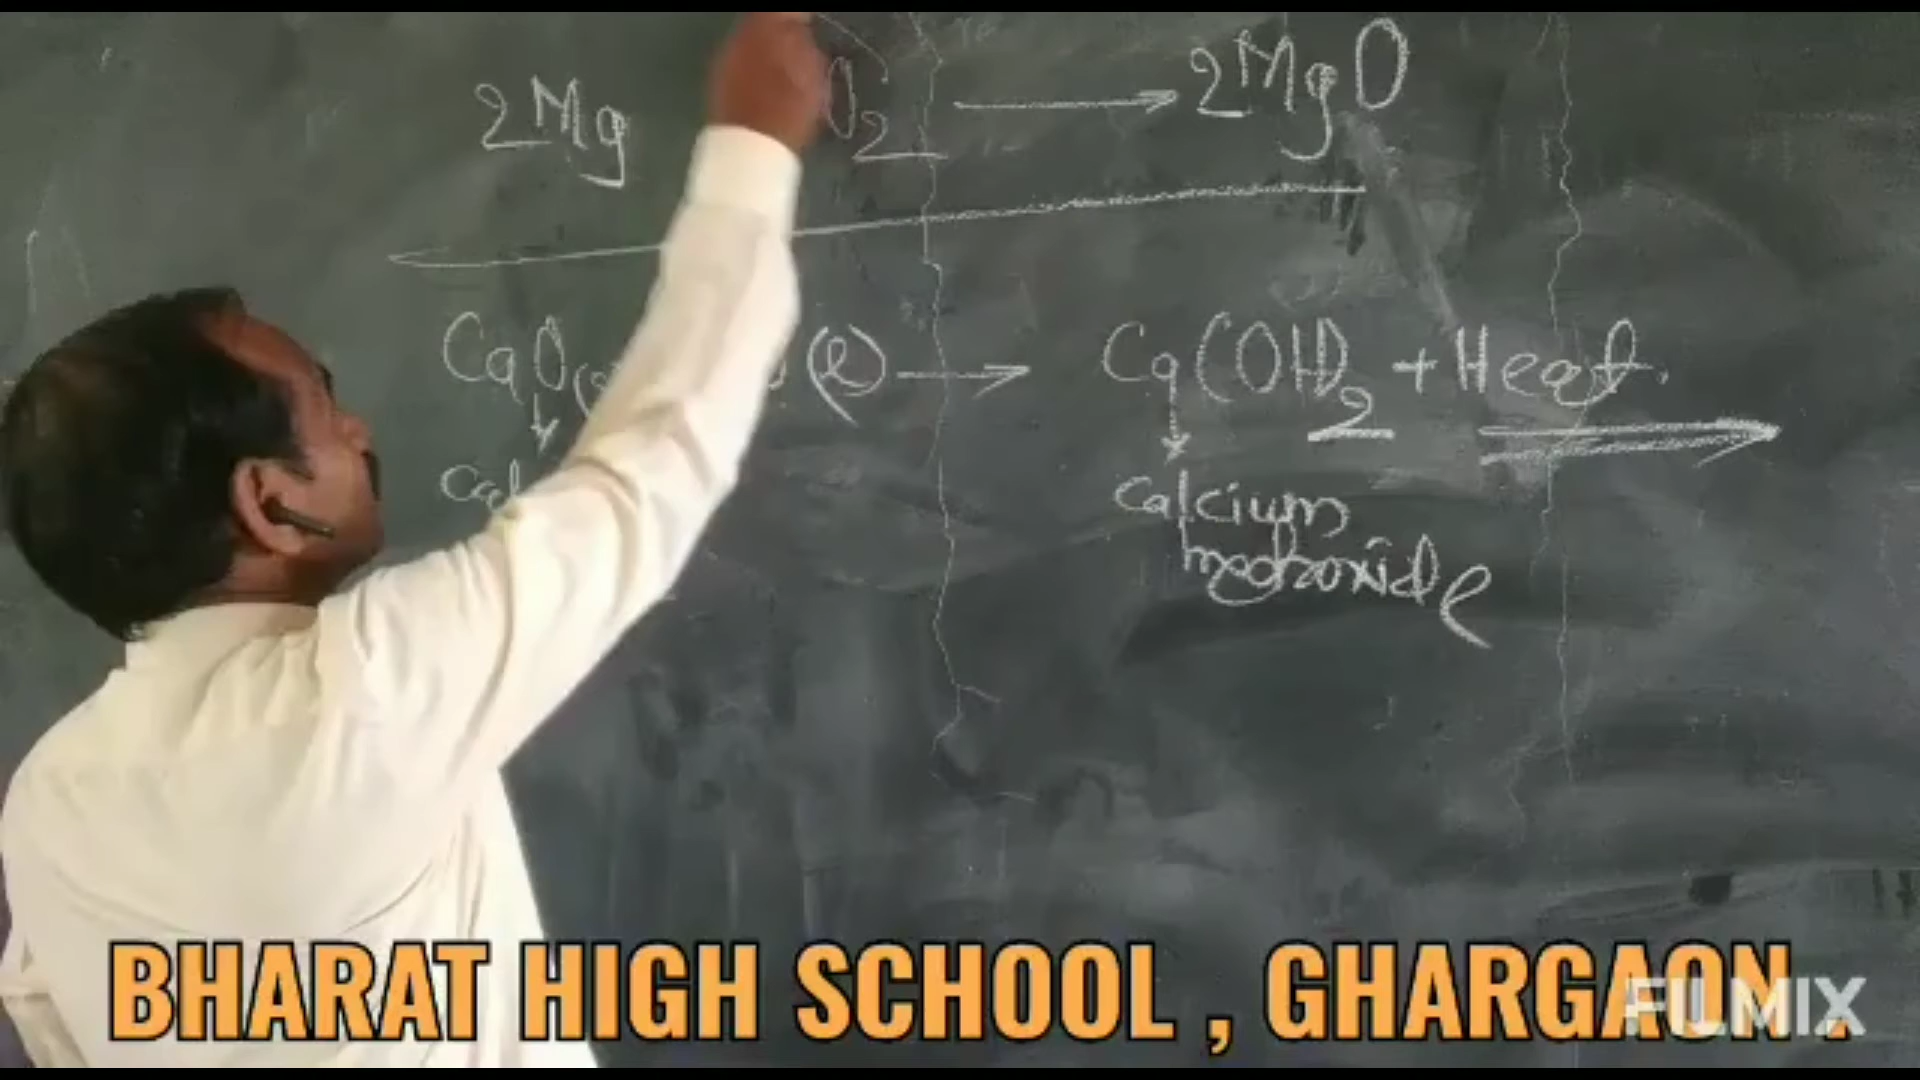 2Mg O2 → 2MgO
CaO (l) → Ca(OH)2 + Heat.
calcium
hydroxide
BHARAT HIGH SCHOOL , GHARGAON .
FILMIX